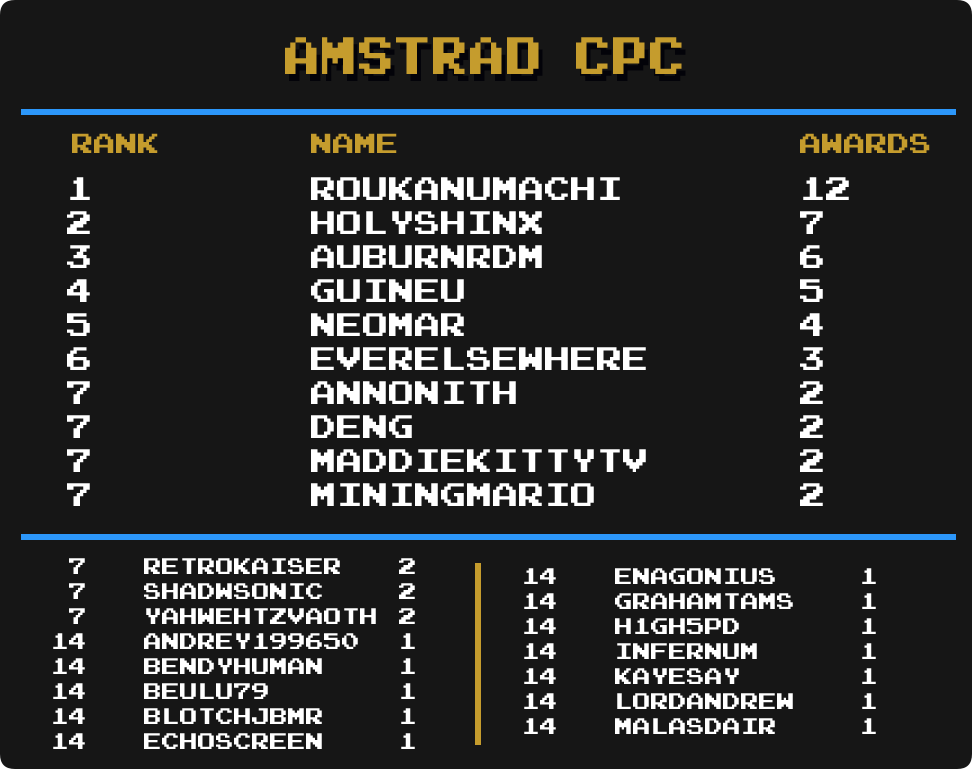 AMSTRAD CPC
RANK NAME AWARDS
1 ROUKANUMACHI 12
2 HOLYSHINX 7
3 AUBURNRDM 6
4 GUINEU 5
5 NEOMAR 4
6 EVERELSEWHERE 3
7 ANNONITH 2
7 DENG 2
7 MADDIEKITTYTV 2
7 MININGMARIO 2
7 RETROKAISER 2
7 SHADWSONIC 2
7 YAHWEHTZVAOTH 2
14 ANDREY199650 1
14 BENDYHUMAN 1
14 BEULU79 1
14 BLOTCHJBMR 1
14 ECHOSCREEN 1
14 ENAGONIUS 1
14 GRAHAMTAMS 1
14 H1GH5PD 1
14 INFERNUM 1
14 KAYESAY 1
14 LORDANDREW 1
14 MALASDAIR 1